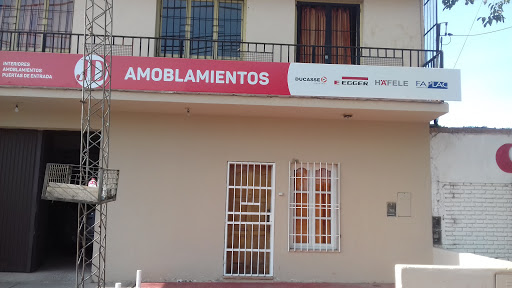 INTERIORES
AMOBLAMIENTOS
PUERTAS DE ENTRADA
AMOBLAMIENTOS
DUCASSE
EGGER
HÄFELE
FAPLAC